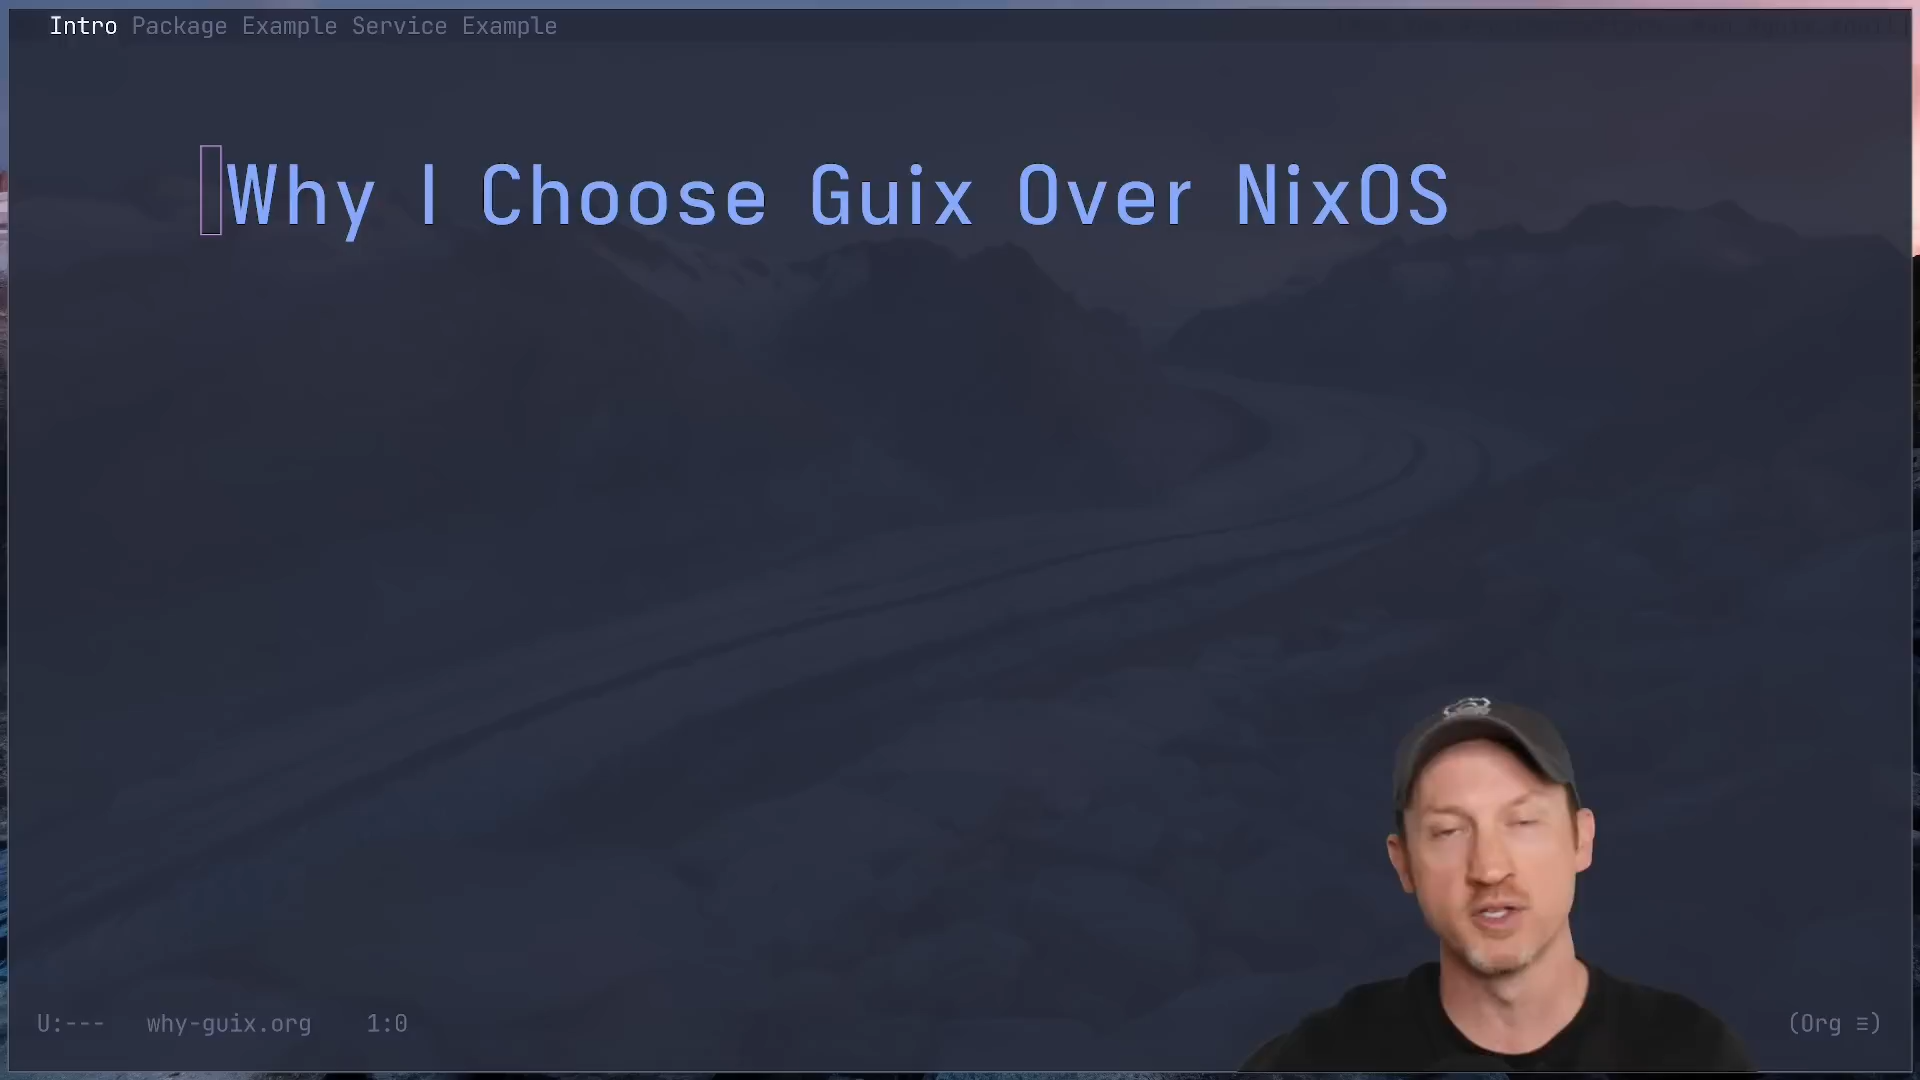 Intro Package Example Service Example
Why I Choose Guix Over NixOS
U:--- why-guix.org 1:0 (Org ≡)